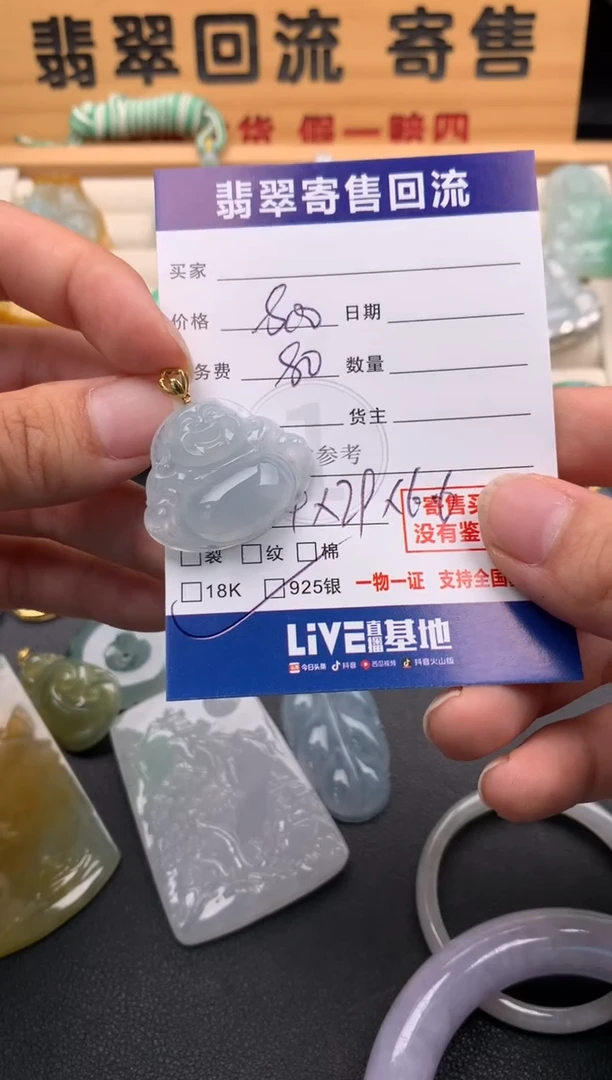 翡翠回流 寄售
货 假一赔四
翡翠寄售回流
买家
价格 800 日期
务费 80 数量
货主
参考
寄售买
没有鉴
裂 纹 棉
18K 925银 一物一证 支持全国
LiVE直播基地
今日头条 抖音 西瓜视频 抖音火山版